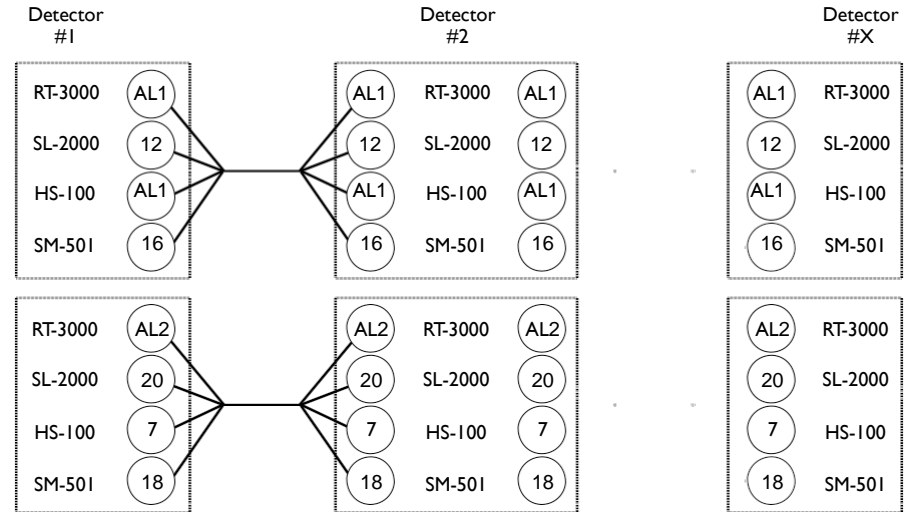 Detector #1 Detector #2 Detector #X
RT-3000 AL1 AL1 RT-3000 AL1 AL1 RT-3000
SL-2000 12 12 SL-2000 12 12 SL-2000
HS-100 AL1 AL1 HS-100 AL1 AL1 HS-100
SM-501 16 16 SM-501 16 16 SM-501
RT-3000 AL2 AL2 RT-3000 AL2 AL2 RT-3000
SL-2000 20 20 SL-2000 20 20 SL-2000
HS-100 7 7 HS-100 7 7 HS-100
SM-501 18 18 SM-501 18 18 SM-501